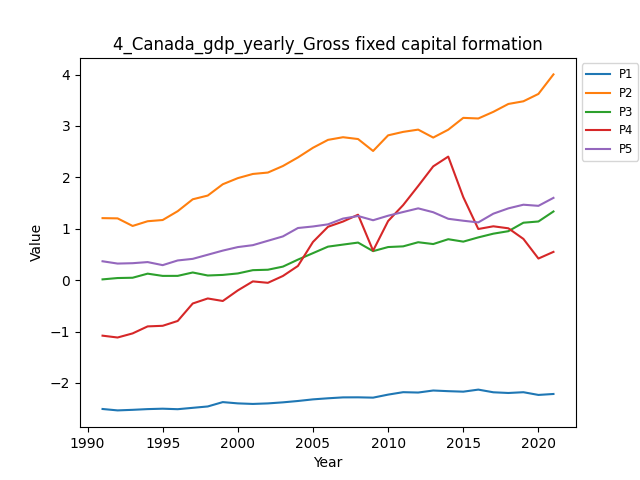 4_Canada_gdp_yearly_Gross fixed capital formation
P1
P2
P3
P4
P5
4
3
2
1
0
−1
−2
Value
1990
1995
2000
2005
2010
2015
2020
Year